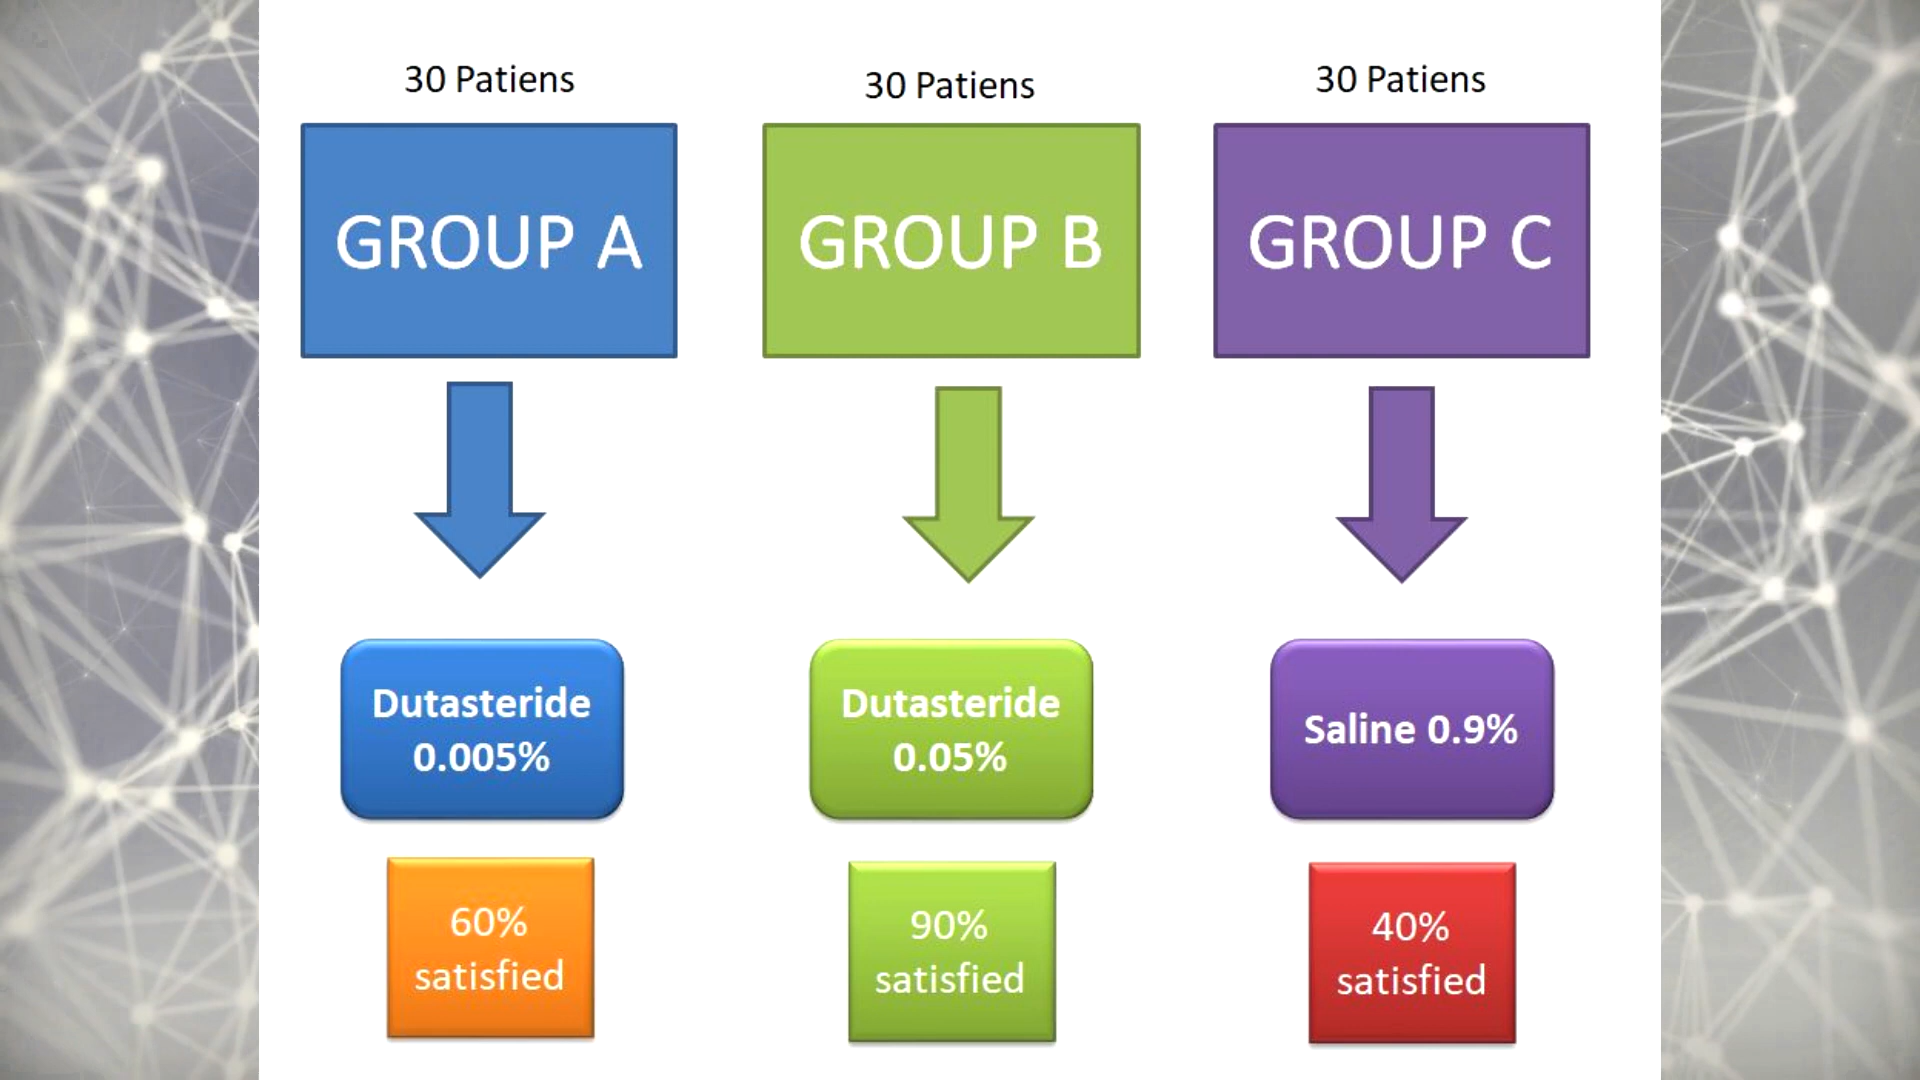 30 Patiens
GROUP A
Dutasteride
0.005%
60%
satisfied
30 Patiens
GROUP B
Dutasteride
0.05%
90%
satisfied
30 Patiens
GROUP C
Saline 0.9%
40%
satisfied